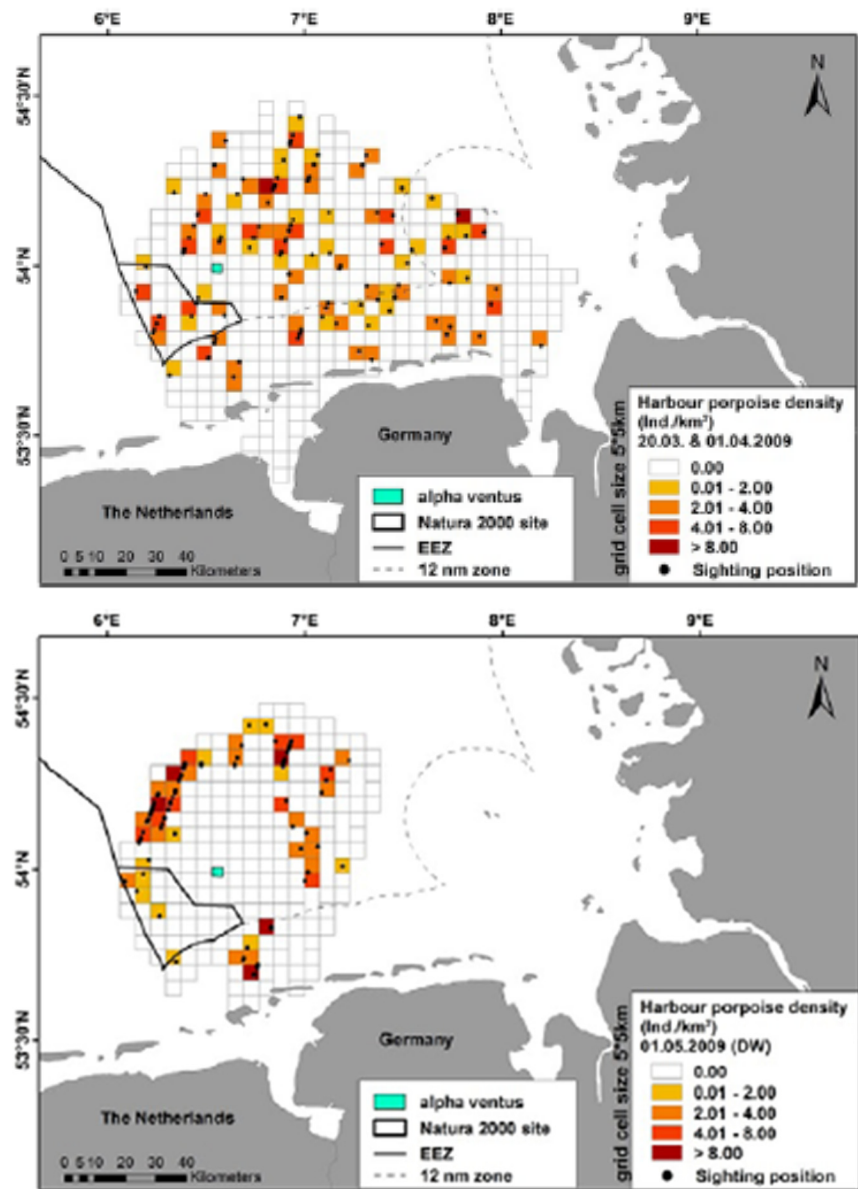 6°E 7°E 8°E 9°E
54°30'N
N
54°N
53°30'N
Germany
The Netherlands
0 5 10 20 30 40
Kilometers
alpha ventus
Natura 2000 site
EEZ
12 nm zone
grid cell size 5*5km
Harbour porpoise density
(Ind./km²)
20.03. & 01.04.2009
0.00
0.01 - 2.00
2.01 - 4.00
4.01 - 8.00
> 8.00
Sighting position
6°E 7°E 8°E 9°E
54°30'N
N
54°N
53°30'N
Germany
The Netherlands
0 5 10 20 30 40
Kilometers
alpha ventus
Natura 2000 site
EEZ
12 nm zone
grid cell size 5*5km
Harbour porpoise density
(Ind./km²)
01.05.2009 (DW)
0.00
0.01 - 2.00
2.01 - 4.00
4.01 - 8.00
> 8.00
Sighting position